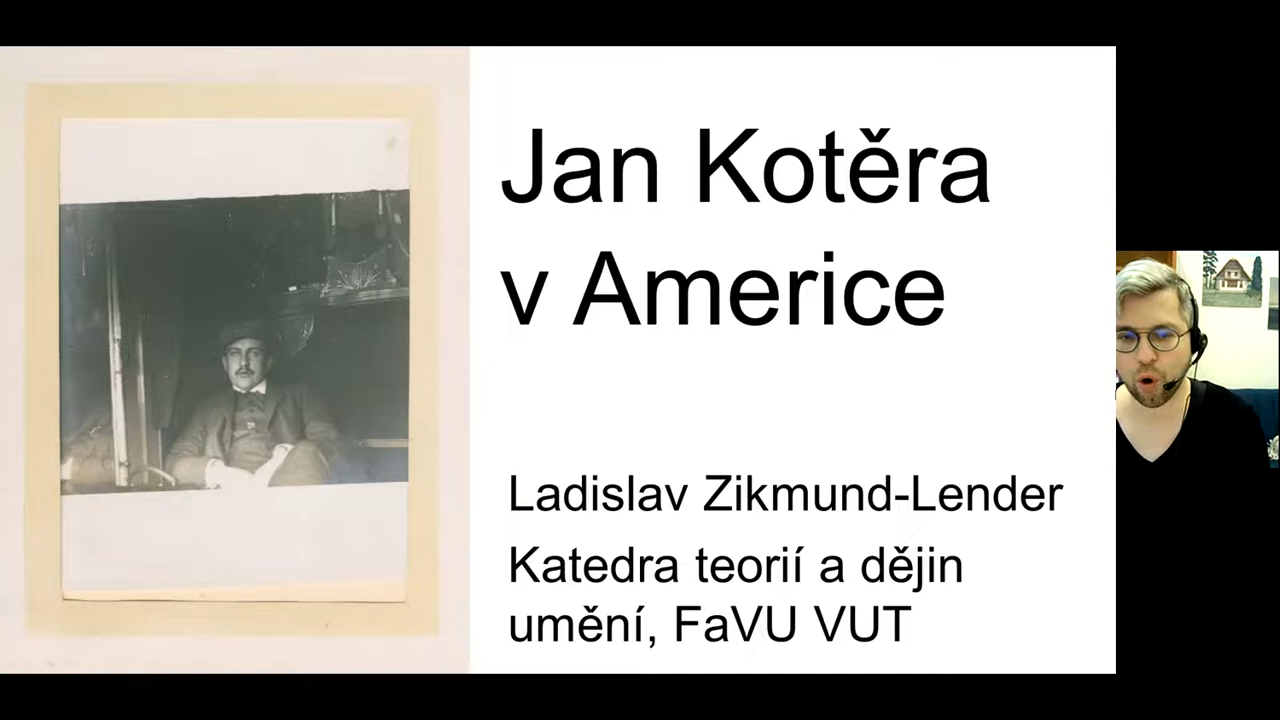 Jan Kotěra
v Americe
Ladislav Zikmund-Lender
Katedra teorií a dějin
umění, FaVU VUT